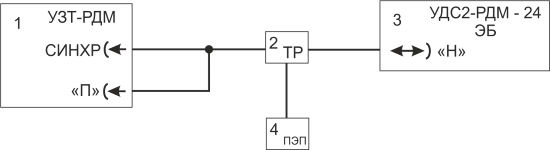 1 УЗТ-РДМ
СИНХР
«П»
2 ТР
3 УДС2-РДМ - 24
ЭБ
«Н»
4 ПЭП